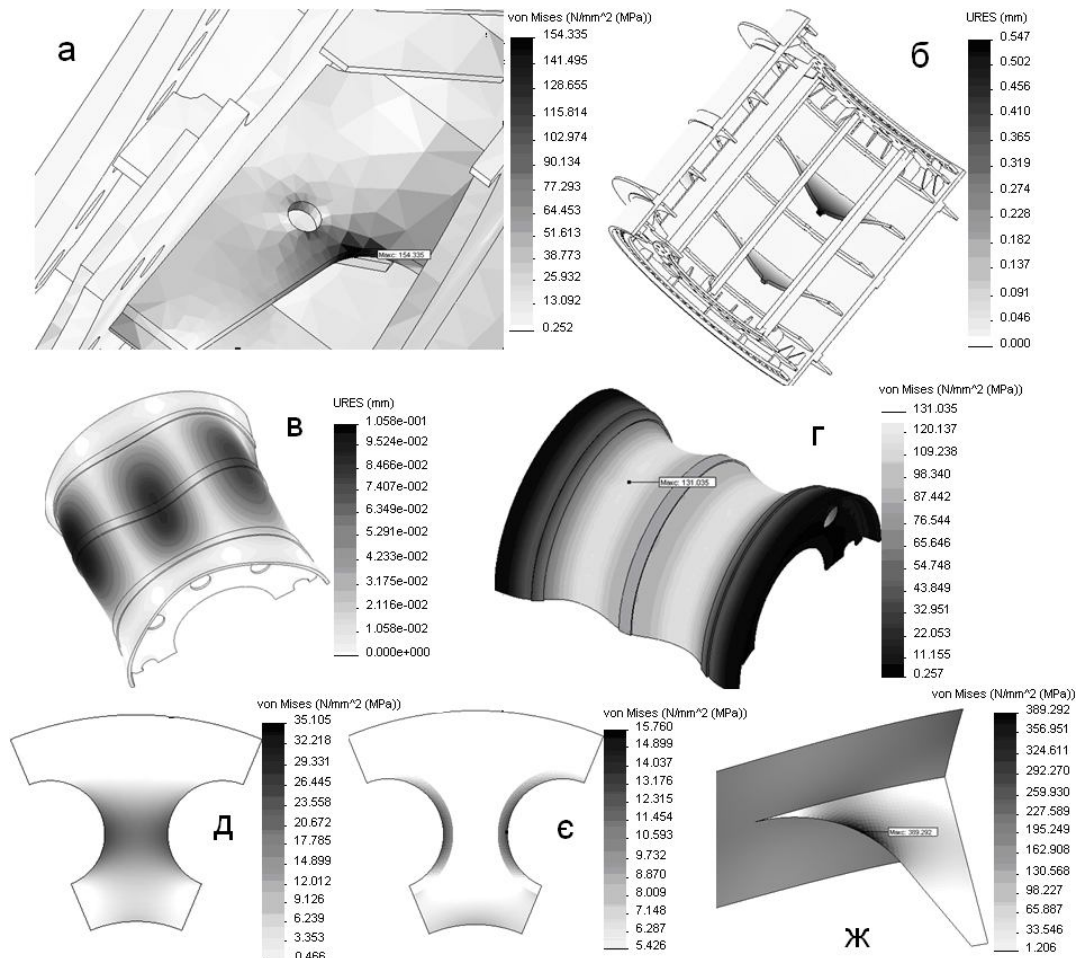 а
von Mises (N/mm^2 (MPa))
154.335
141.495
128.655
115.814
102.974
90.134
77.293
64.453
51.613
38.773
25.932
13.092
0.252
Макс: 154.335
б
URES (mm)
0.547
0.502
0.456
0.410
0.365
0.319
0.274
0.228
0.182
0.137
0.091
0.046
0.000
в
URES (mm)
1.058e-001
9.524e-002
8.466e-002
7.407e-002
6.349e-002
5.291e-002
4.233e-002
3.175e-002
2.116e-002
1.058e-002
0.000e+000
г
Макс: 131.035
von Mises (N/mm^2 (MPa))
131.035
120.137
109.238
98.340
87.442
76.544
65.646
54.748
43.849
32.951
22.053
11.155
0.257
д
von Mises (N/mm^2 (MPa))
35.105
32.218
29.331
26.445
23.558
20.672
17.785
14.899
12.012
9.126
6.239
3.353
0.466
є
von Mises (N/mm^2 (MPa))
15.760
14.899
14.037
13.176
12.315
11.454
10.593
9.732
8.870
8.009
7.148
6.287
5.426
ж
Макс: 389.292
von Mises (N/mm^2 (MPa))
389.292
356.951
324.611
292.270
259.930
227.589
195.249
162.908
130.568
98.227
65.887
33.546
1.206